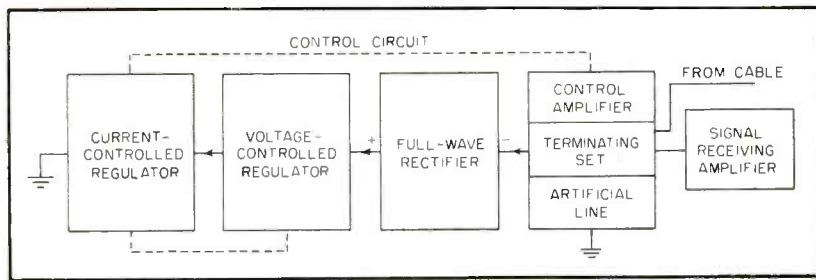 CONTROL CIRCUIT
CURRENT-
CONTROLLED
REGULATOR
VOLTAGE-
CONTROLLED
REGULATOR
+
FULL-WAVE
RECTIFIER
-
CONTROL
AMPLIFIER
TERMINATING
SET
ARTIFICIAL
LINE
FROM CABLE
SIGNAL
RECEIVING
AMPLIFIER